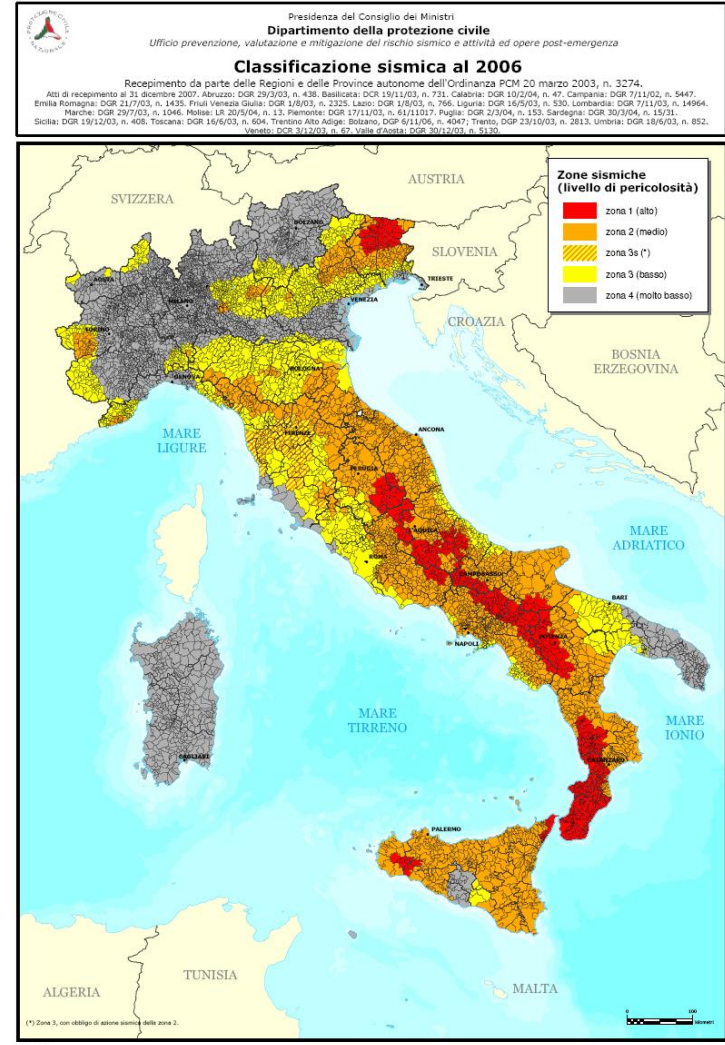 PROTEZIONE CIVILE
NAZIONALE
Presidenza del Consiglio dei Ministri
Dipartimento della protezione civile
Ufficio prevenzione, valutazione e mitigazione del rischio sismico e attività ed opere post-emergenza
Classificazione sismica al 2006
Recepimento da parte delle Regioni e delle Province autonome dell'Ordinanza PCM 20 marzo 2003, n. 3274.
Atti di recepimento al 31 dicembre 2007. Abruzzo: DGR 29/3/03, n. 438. Basilicata: DCR 19/11/03, n. 731. Calabria: DGR 10/2/04, n. 47. Campania: DGR 7/11/02, n. 5447.
Emilia Romagna: DGR 21/7/03, n. 1435. Friuli Venezia Giulia: DGR 1/8/03, n. 2325. Lazio: DGR 1/8/03, n. 766. Liguria: DGR 16/5/03, n. 530. Lombardia: DGR 7/11/03, n. 14964.
Marche: DGR 29/7/03, n. 1046. Molise: LR 20/5/04, n. 13. Piemonte: DGR 17/11/03, n. 61/11017. Puglia: DGR 2/3/04, n. 153. Sardegna: DGR 30/3/04, n. 15/31.
Sicilia: DGR 19/12/03, n. 408. Toscana: DGR 16/6/03, n. 604. Trentino Alto Adige: Bolzano, DGP 6/11/06, n. 4047; Trento, DGP 23/10/03, n. 2813. Umbria: DGR 18/6/03, n. 852.
Veneto: DCR 3/12/03, n. 67. Valle d'Aosta: DGR 30/12/03, n. 5130.
Zone sismiche
(livello di pericolosità)
zona 1 (alto)
zona 2 (medio)
zona 3s (*)
zona 3 (basso)
zona 4 (molto basso)
AUSTRIA
SVIZZERA
BOLZANO
SLOVENIA
AOSTA
TRIESTE
MILANO
VENEZIA
CROAZIA
TORINO
BOSNIA
ERZEGOVINA
BOLOGNA
GENOVA
MARE
LIGURE
FIRENZE
ANCONA
PERUGIA
L'AQUILA
MARE
ADRIATICO
ROMA
CAMPOBASSO
BARI
NAPOLI
POTENZA
MARE
TIRRENO
MARE
IONIO
CAGLIARI
CATANZARO
PALERMO
TUNISIA
ALGERIA
MALTA
0
100
kilometri
(*) Zona 3, con obbligo di azione sismica della zona 2.